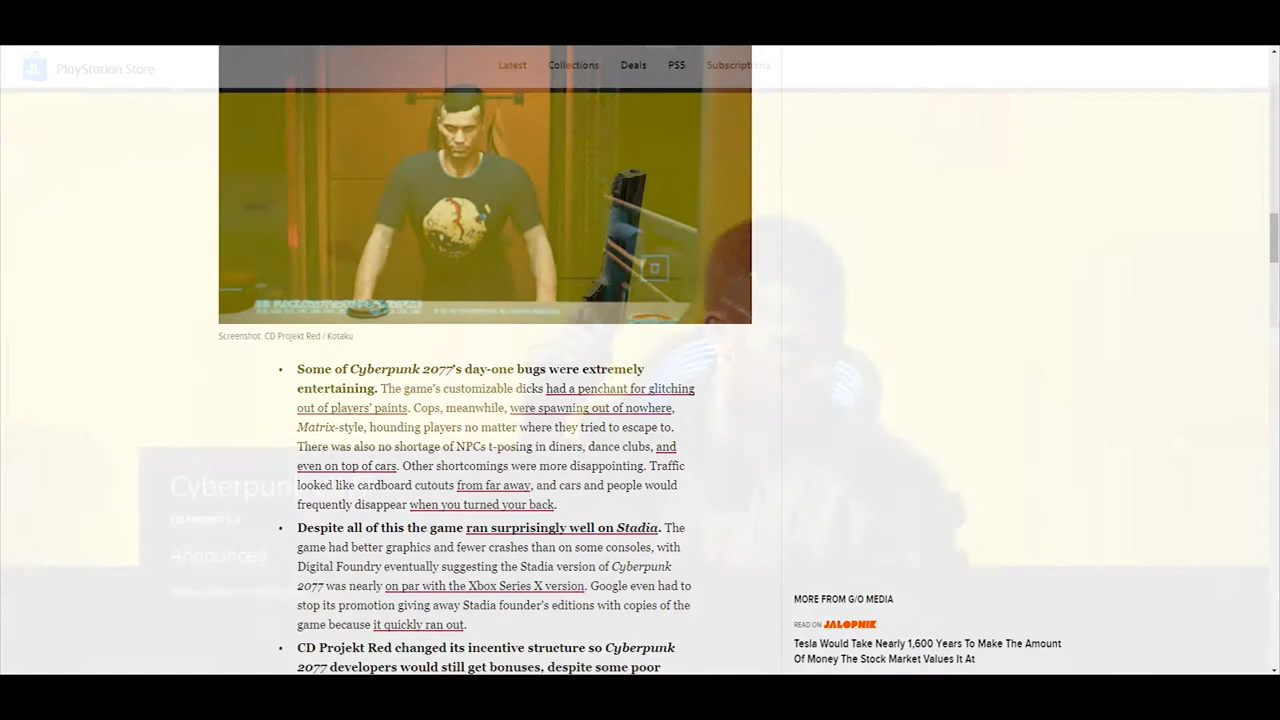 PlayStation Store
Latest Collections Deals PS5 Subscriptions
Screenshot: CD Projekt Red / Kotaku
• Some of Cyberpunk 2077's day-one bugs were extremely
entertaining. The game's customizable dicks had a penchant for glitching
out of players' paints. Cops, meanwhile, were spawning out of nowhere,
Matrix-style, hounding players no matter where they tried to escape to.
There was also no shortage of NPCs t-posing in diners, dance clubs, and
even on top of cars. Other shortcomings were more disappointing. Traffic
looked like cardboard cutouts from far away, and cars and people would
frequently disappear when you turned your back.
Cyberpunk
CD PROJEKT S.A.
Announced
• Despite all of this the game ran surprisingly well on Stadia. The
game had better graphics and fewer crashes than on some consoles, with
Digital Foundry eventually suggesting the Stadia version of Cyberpunk
2077 was nearly on par with the Xbox Series X version. Google even had to
stop its promotion giving away Stadia founder's editions with copies of the
game because it quickly ran out.
• CD Projekt Red changed its incentive structure so Cyberpunk
2077 developers would still get bonuses, despite some poor
MORE FROM G/O MEDIA
READ ON JALOPNIK
Tesla Would Take Nearly 1,600 Years To Make The Amount
Of Money The Stock Market Values It At